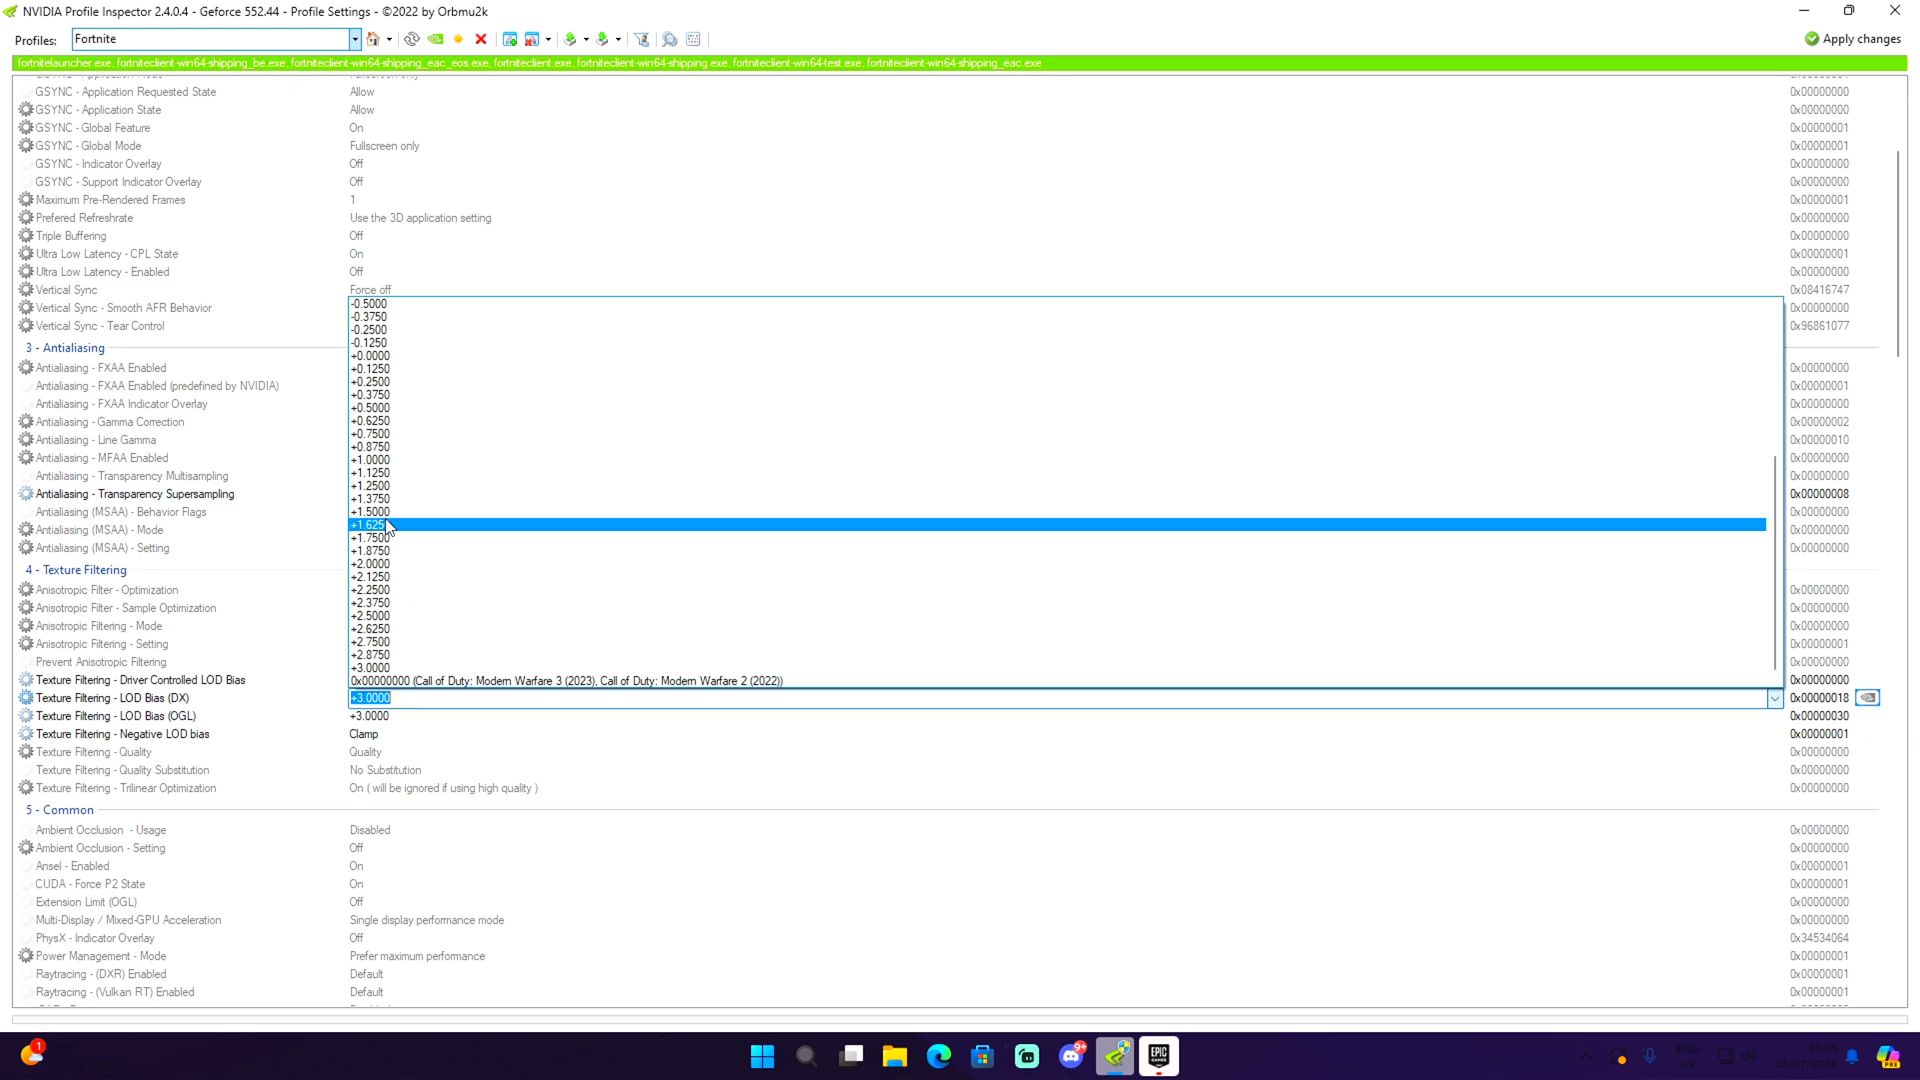 NVIDIA Profile Inspector 2.4.0.4 - Geforce 552.44 - Profile Settings - ©2022 by Orbmu2k
Profiles: Fortnite Apply changes
fortnitelauncher.exe, fortniteclient-win64-shipping_be.exe, fortniteclient-win64-shipping_eac_eos.exe, fortniteclient.exe, fortniteclient-win64-shipping.exe, fortniteclient-win64-test.exe, fortniteclient-win64-shipping_eac.exe
GSYNC - Application Requested State Allow 0x00000000
GSYNC - Application State Allow 0x00000000
GSYNC - Global Feature On 0x00000001
GSYNC - Global Mode Fullscreen only 0x00000001
GSYNC - Indicator Overlay Off 0x00000000
GSYNC - Support Indicator Overlay Off 0x00000000
Maximum Pre-Rendered Frames 1 0x00000001
Prefered Refreshrate Use the 3D application setting 0x00000000
Triple Buffering Off 0x00000000
Ultra Low Latency - CPL State On 0x00000001
Ultra Low Latency - Enabled Off 0x00000000
Vertical Sync Force off 0x08416747
Vertical Sync - Smooth AFR Behavior 0x00000000
Vertical Sync - Tear Control 0x96861077
3 - Antialiasing
Antialiasing - FXAA Enabled 0x00000000
Antialiasing - FXAA Enabled (predefined by NVIDIA) 0x00000001
Antialiasing - FXAA Indicator Overlay 0x00000000
Antialiasing - Gamma Correction 0x00000002
Antialiasing - Line Gamma 0x00000010
Antialiasing - MFAA Enabled 0x00000000
Antialiasing - Transparency Multisampling 0x00000000
Antialiasing - Transparency Supersampling 0x00000008
Antialiasing (MSAA) - Behavior Flags 0x00000000
Antialiasing (MSAA) - Mode 0x00000000
Antialiasing (MSAA) - Setting 0x00000000
4 - Texture Filtering
Anisotropic Filter - Optimization 0x00000000
Anisotropic Filter - Sample Optimization 0x00000000
Anisotropic Filtering - Mode 0x00000000
Anisotropic Filtering - Setting 0x00000001
Prevent Anisotropic Filtering 0x00000000
Texture Filtering - Driver Controlled LOD Bias 0x00000000
-0.5000
-0.3750
-0.2500
-0.1250
+0.0000
+0.1250
+0.2500
+0.3750
+0.5000
+0.6250
+0.7500
+0.8750
+1.0000
+1.1250
+1.2500
+1.3750
+1.5000
+1.625
+1.7500
+1.8750
+2.0000
+2.1250
+2.2500
+2.3750
+2.5000
+2.6250
+2.7500
+2.8750
+3.0000
0x00000000 (Call of Duty: Modern Warfare 3 (2023), Call of Duty: Modern Warfare 2 (2022))
Texture Filtering - LOD Bias (DX) +3.0000 0x00000018
Texture Filtering - LOD Bias (OGL) +3.0000 0x00000030
Texture Filtering - Negative LOD bias Clamp 0x00000001
Texture Filtering - Quality Quality 0x00000000
Texture Filtering - Quality Substitution No Substitution 0x00000000
Texture Filtering - Trilinear Optimization On ( will be ignored if using high quality ) 0x00000000
5 - Common
Ambient Occlusion - Usage Disabled 0x00000000
Ambient Occlusion - Setting Off 0x00000000
Ansel - Enabled On 0x00000001
CUDA - Force P2 State On 0x00000001
Extension Limit (OGL) Off 0x00000000
Multi-Display / Mixed-GPU Acceleration Single display performance mode 0x00000000
PhysX - Indicator Overlay Off 0x34534064
Power Management - Mode Prefer maximum performance 0x00000001
Raytracing - (DXR) Enabled Default 0x00000001
Raytracing - (Vulkan RT) Enabled Default 0x00000001
1
9+
EPIC GAMES
ENG
UK
18:05
26/07/2024
PRE